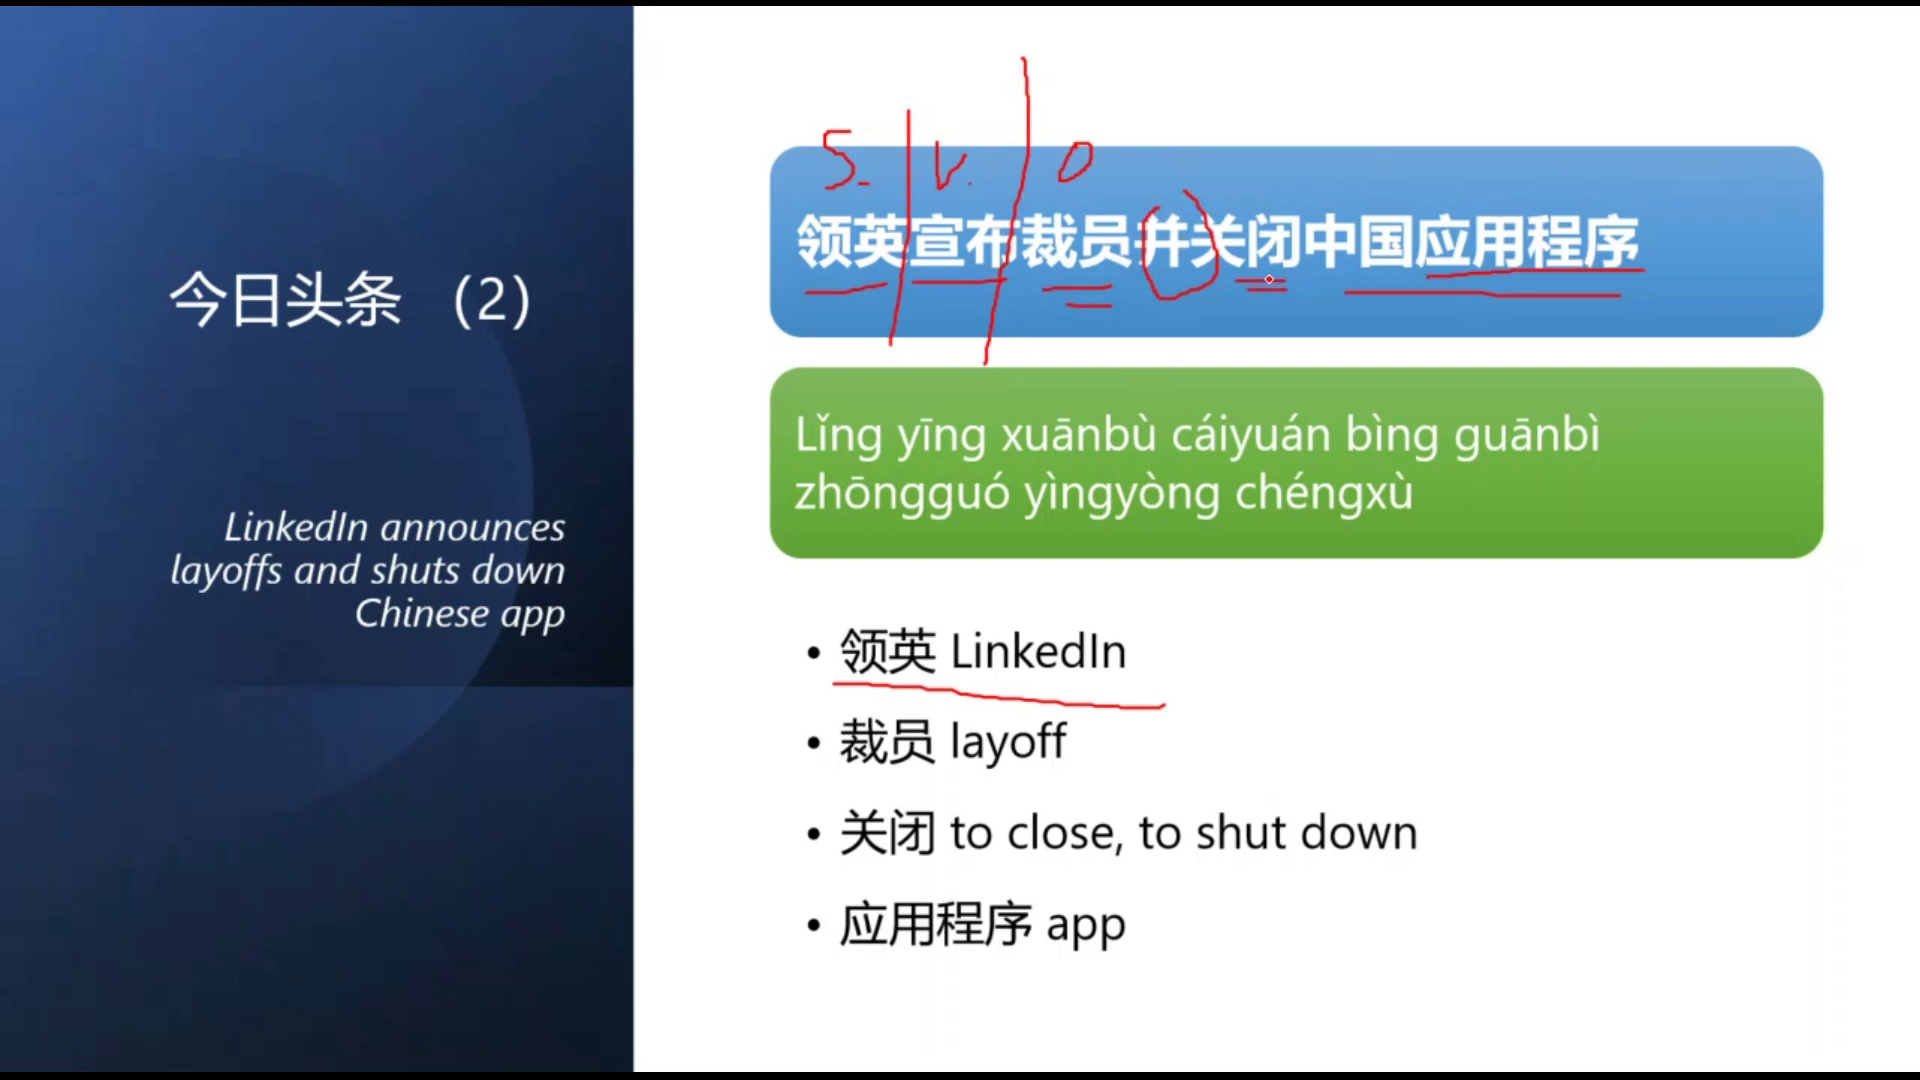 今日头条 （2）
LinkedIn announces
layoffs and shuts down
Chinese app
S. V. O
领英宣布裁员并关闭中国应用程序
Lǐng yīng xuānbù cáiyuán bìng guānbì
zhōngguó yìngyòng chéngxù
• 领英 LinkedIn
• 裁员 layoff
• 关闭 to close, to shut down
• 应用程序 app